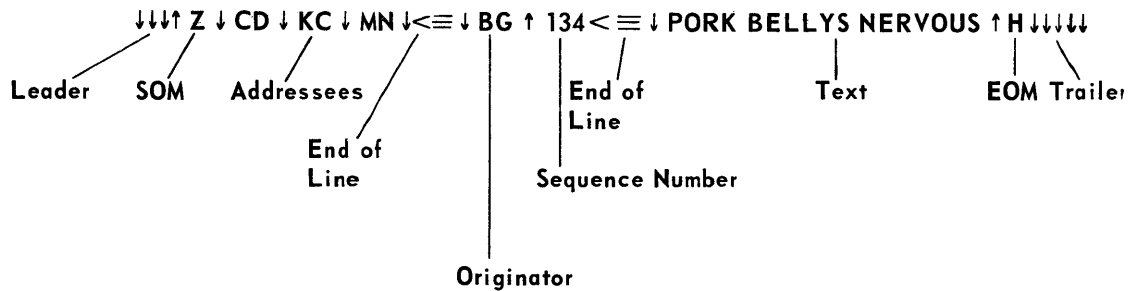 ↓↓↓↑ Z ↓ CD ↓ KC ↓ MN ↓<≡ ↓ BG ↑ 134 < ≡ ↓ PORK BELLYS NERVOUS ↑ H ↓↓↓↓↓
Leader SOM Addressees End of Text EOM Trailer
Line
End of
Line
Sequence Number
Originator